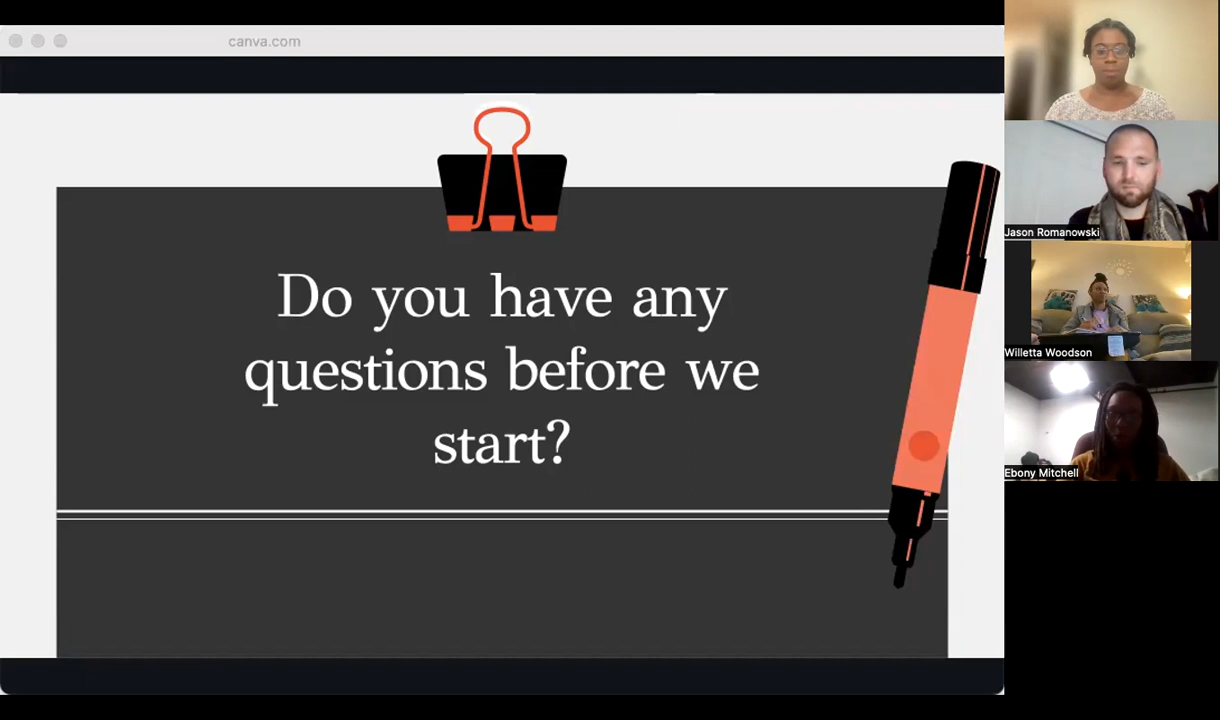 canva.com
Do you have any
questions before we
start?
Jason Romanowski
Willetta Woodson
Ebony Mitchell